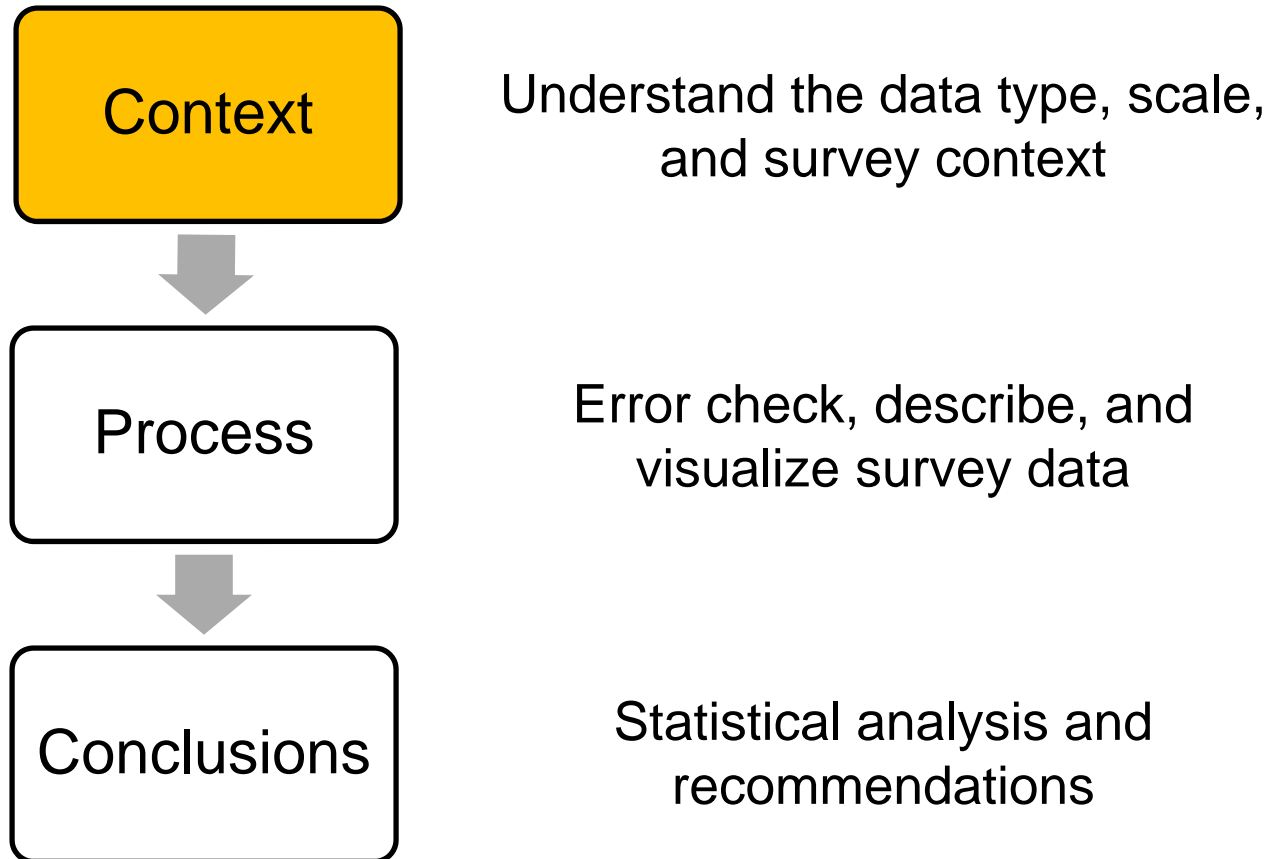 Context
Understand the data type, scale,
and survey context
Process
Error check, describe, and
visualize survey data
Conclusions
Statistical analysis and
recommendations